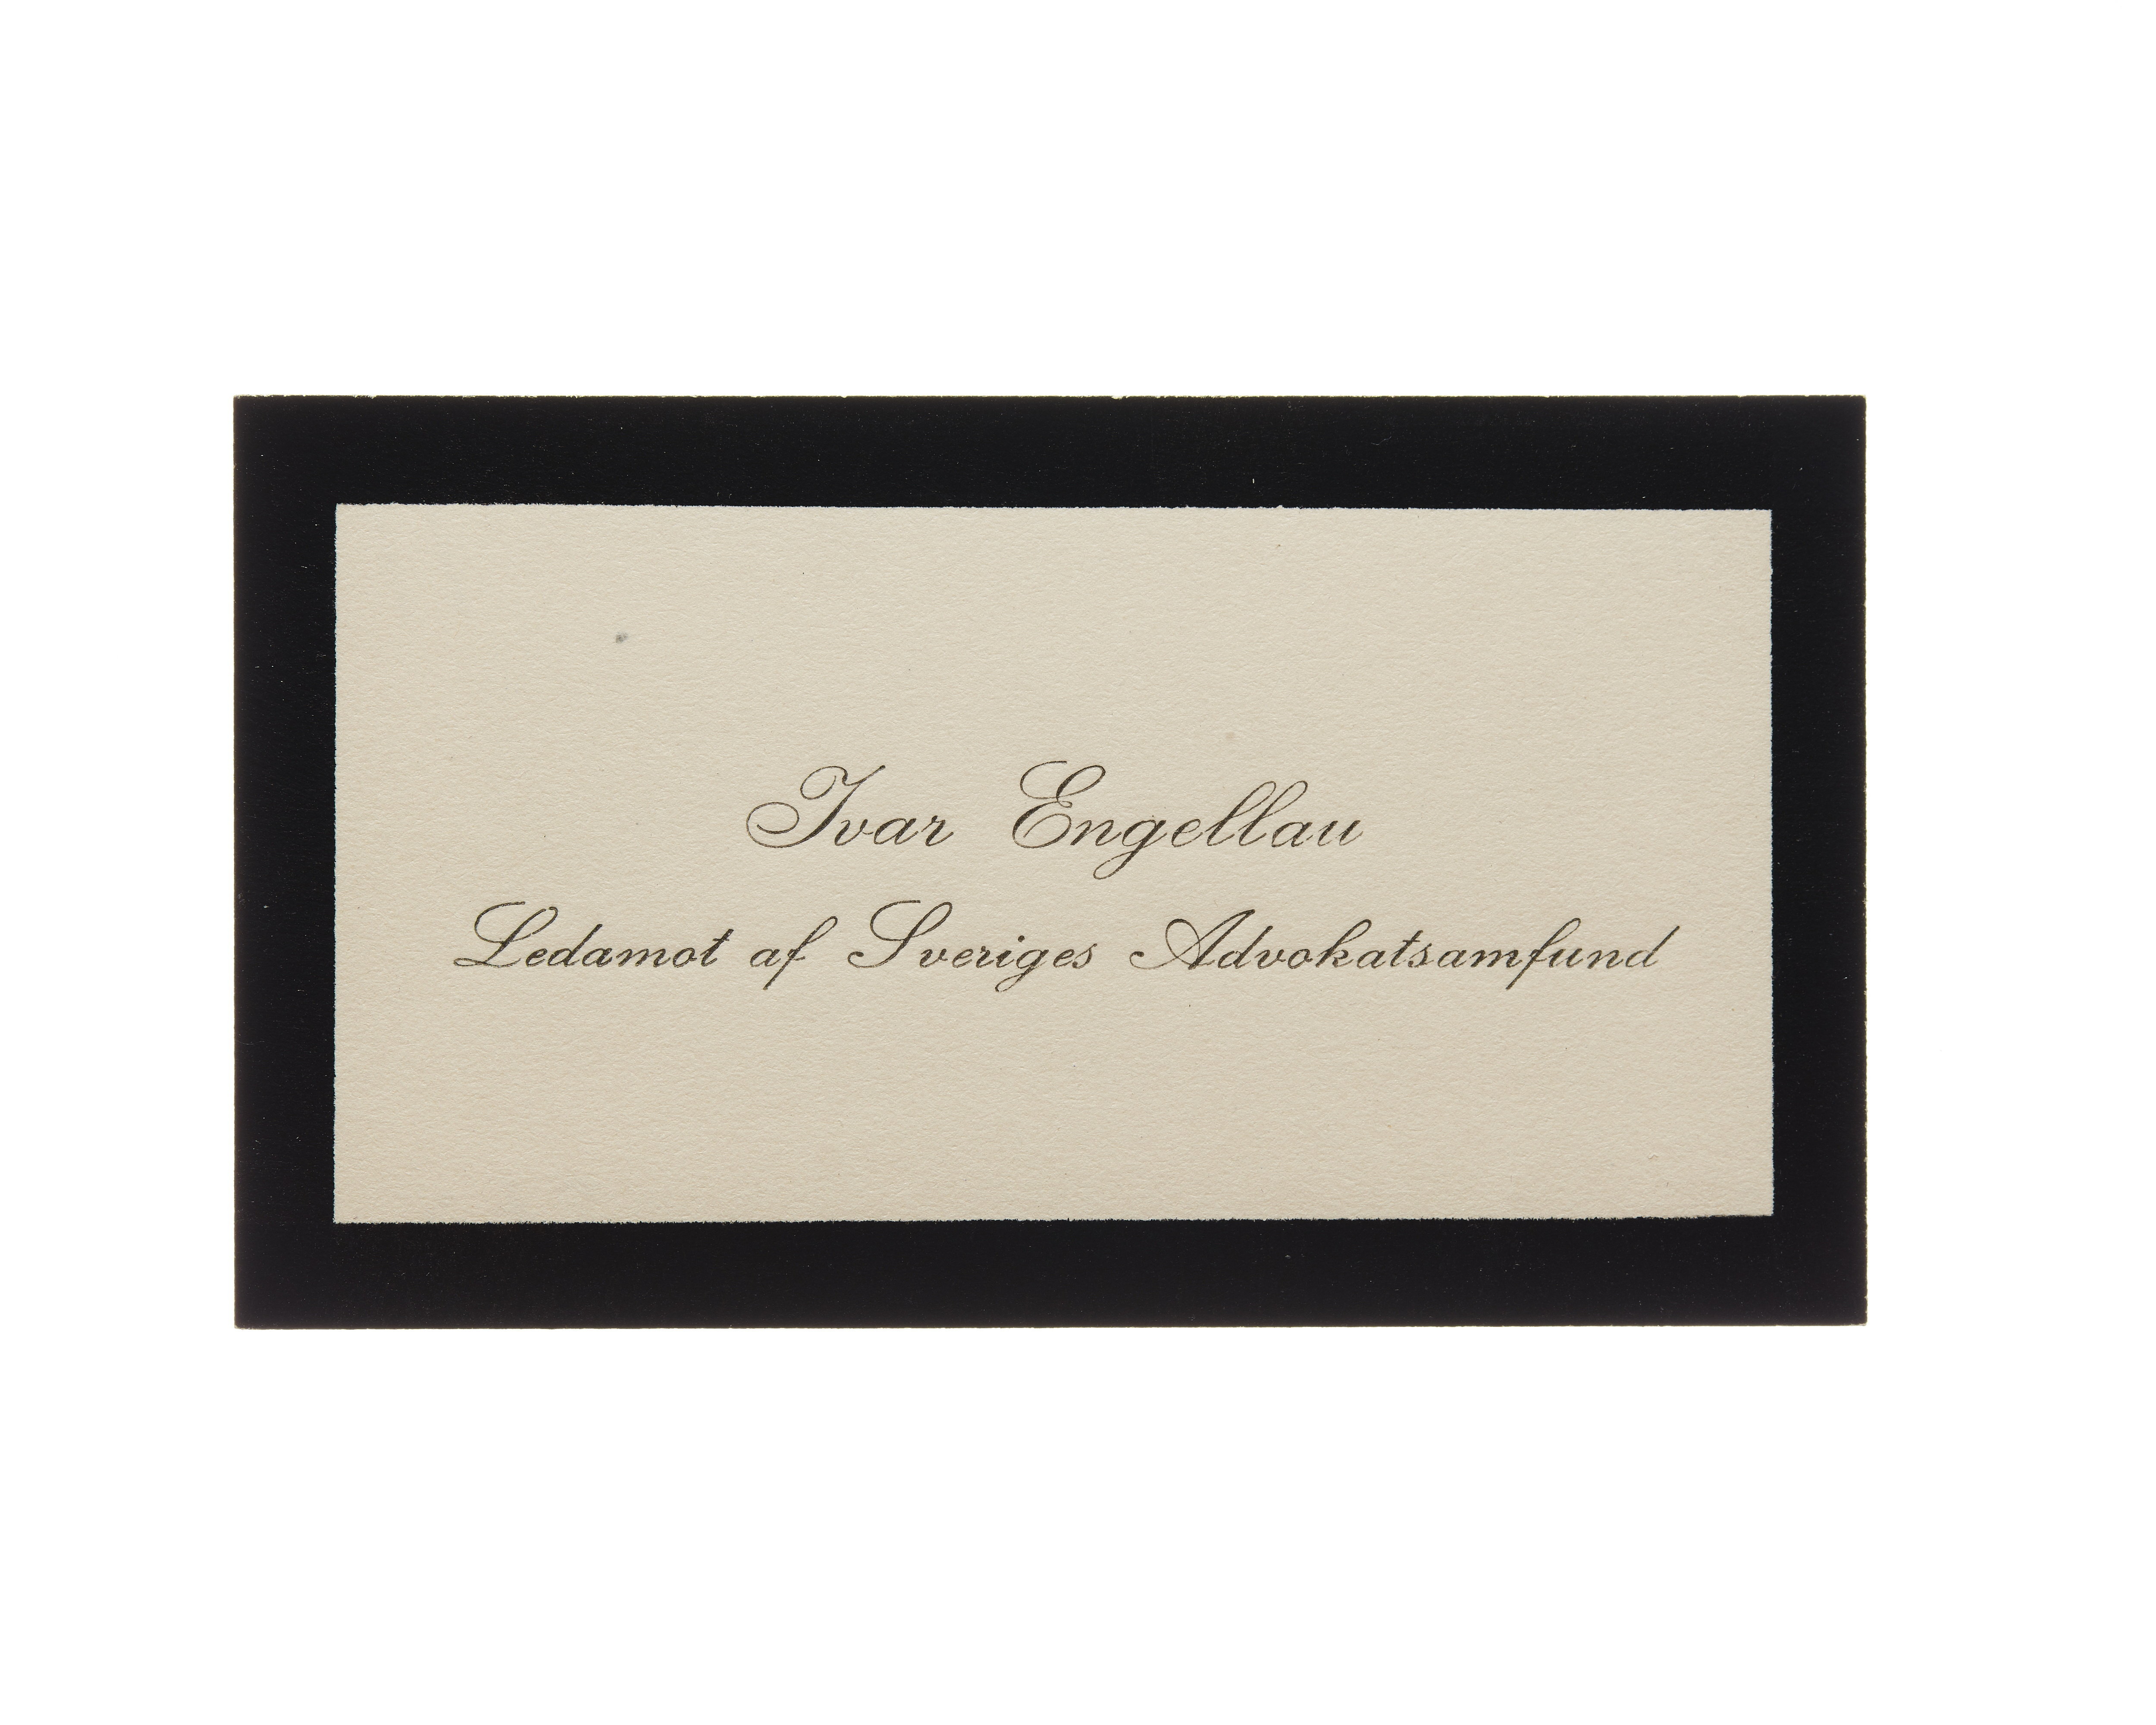 Ivar Engellau
Ledamot af Sveriges Advokatsamfund